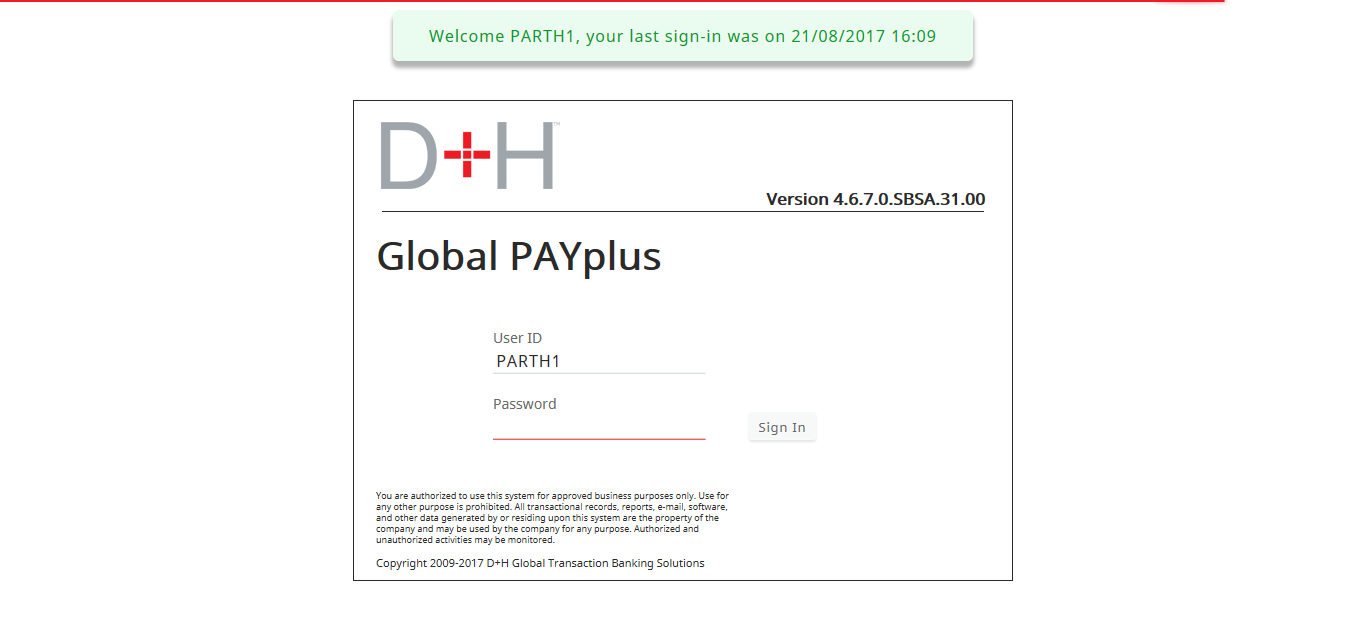 Welcome PARTH1, your last sign-in was on 21/08/2017 16:09
D+H™
Version 4.6.7.0.SBSA.31.00
Global PAYplus
User ID
PARTH1
Password
Sign In
You are authorized to use this system for approved business purposes only. Use for
any other purpose is prohibited. All transactional records, reports, e-mail, software,
and other data generated by or residing upon this system are the property of the
company and may be used by the company for any purpose. Authorized and
unauthorized activities may be monitored.
Copyright 2009-2017 D+H Global Transaction Banking Solutions